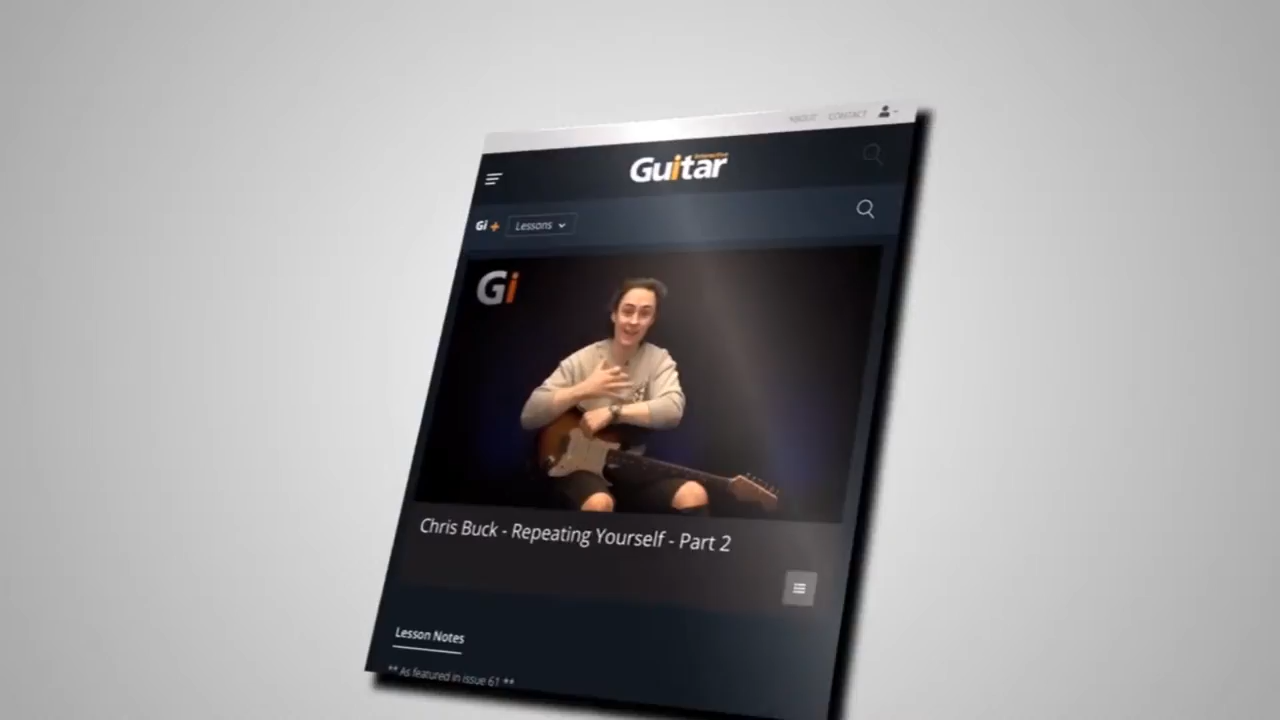 ABOUT CONTACT
Guitar
Interactive
Gi + Lessons
Gi
Chris Buck - Repeating Yourself - Part 2
Lesson Notes
** As featured in issue 61 **